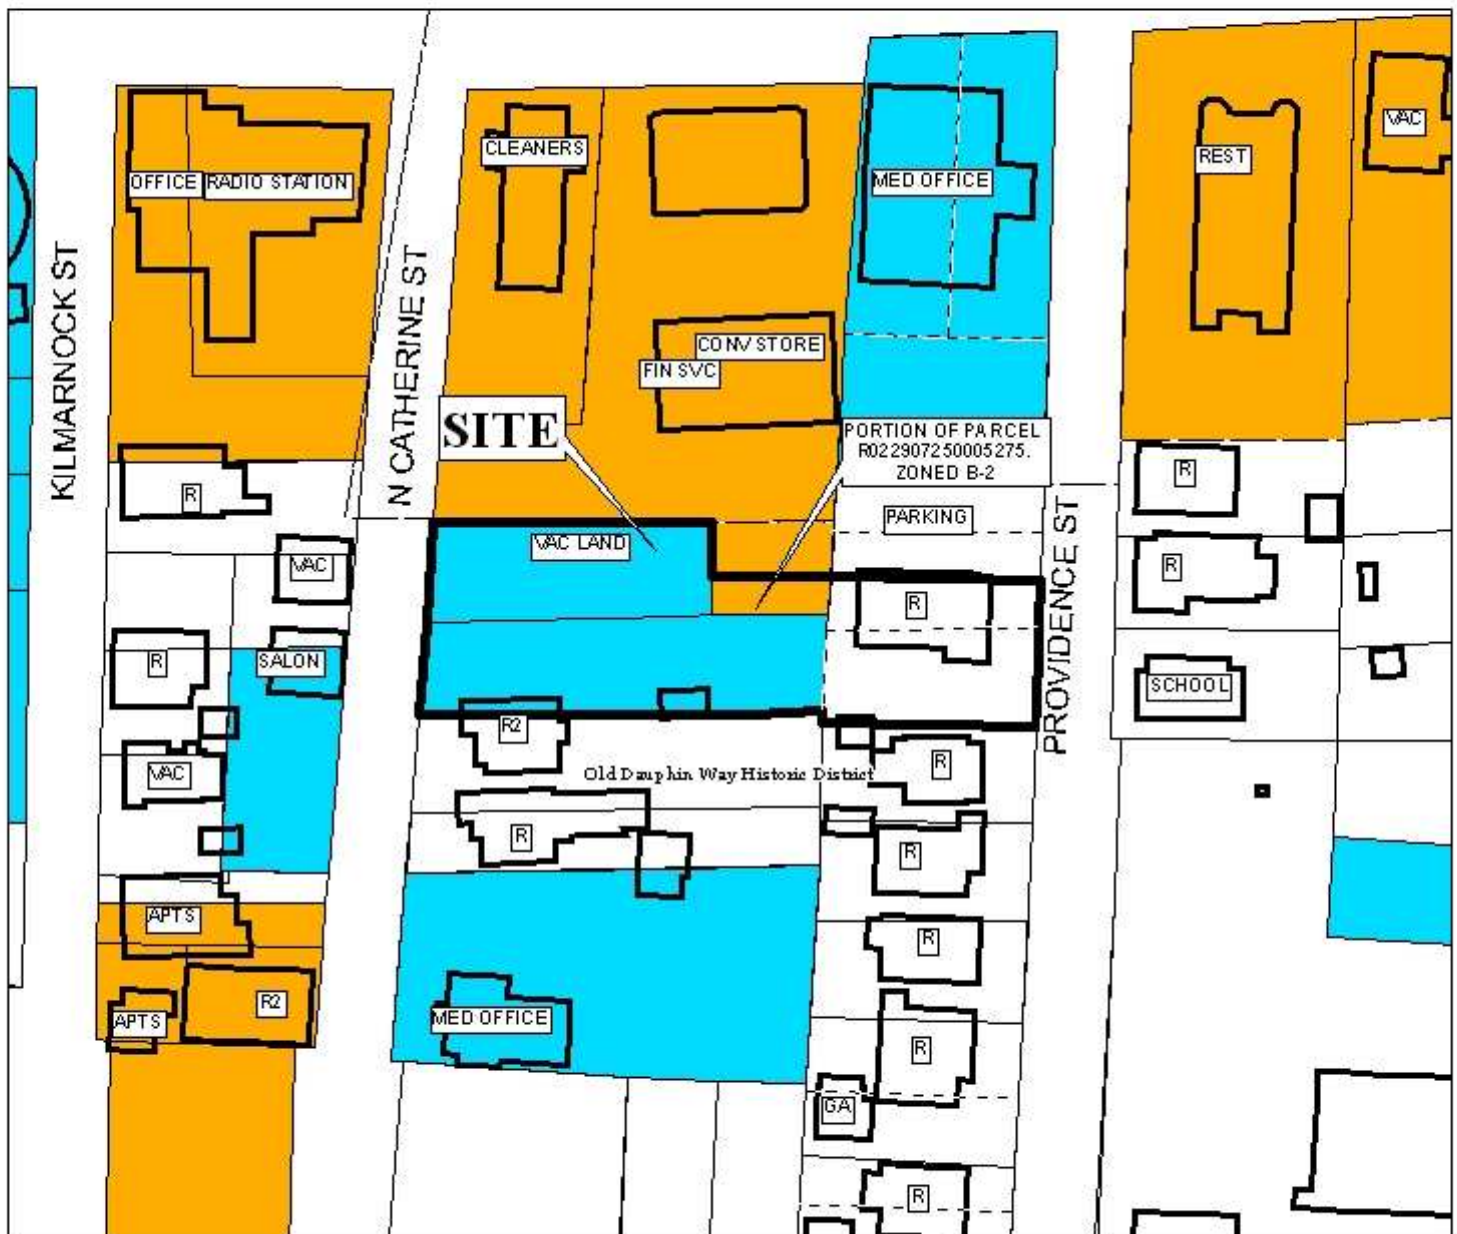 KILMARNOCK ST
OFFICE
RADIO STATION
N CATHERINE ST
CLEANERS
MED OFFICE
REST
VAC
CONV STORE
FIN SVC
SITE
PORTION OF PARCEL
R022907250005275.
ZONED B-2
R
R
PARKING
VAC LAND
VAC
R
R
PROVIDENCE ST
R
SALON
SCHOOL
R2
R
VAC
Old Dauphin Way Historic District
R
R
APTS
R
R2
APTS
MED OFFICE
R
GA
R